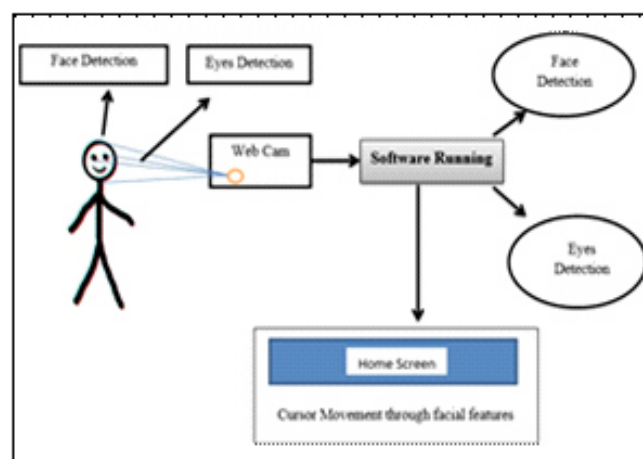 Face Detection
Eyes Detection
Web Cam
Software Running
Face
Detection
Eyes
Detection
Home Screen
Cursor Movement through facial features